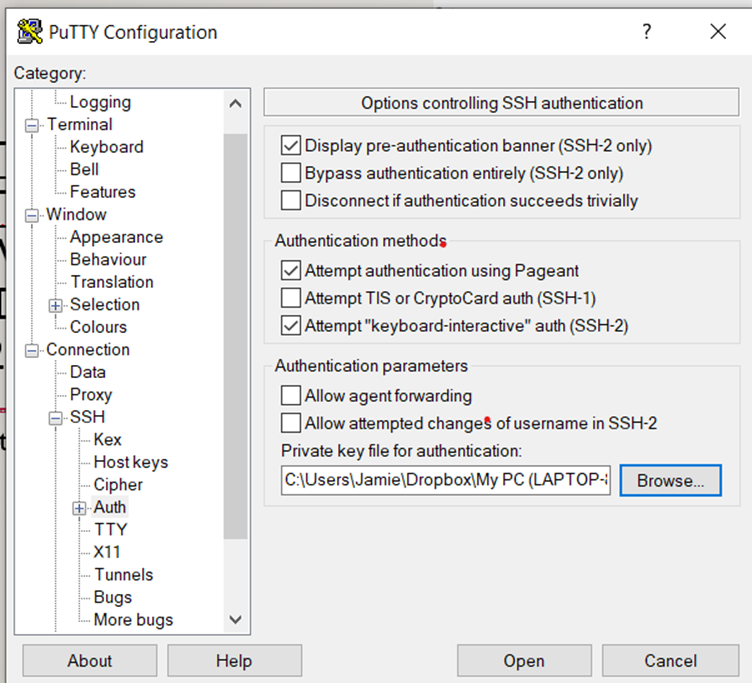 PuTTY Configuration
?
Category:
Logging
Terminal
Keyboard
Bell
Features
Window
Appearance
Behaviour
Translation
Selection
Colours
Connection
Data
Proxy
SSH
Kex
Host keys
Cipher
Auth
TTY
X11
Tunnels
Bugs
More bugs
Options controlling SSH authentication
Display pre-authentication banner (SSH-2 only)
Bypass authentication entirely (SSH-2 only)
Disconnect if authentication succeeds trivially
Authentication methods
Attempt authentication using Pageant
Attempt TIS or CryptoCard auth (SSH-1)
Attempt "keyboard-interactive" auth (SSH-2)
Authentication parameters
Allow agent forwarding
Allow attempted changes of username in SSH-2
Private key file for authentication:
C:\Users\Jamie\Dropbox\My PC (LAPTOP-
Browse...
About
Help
Open
Cancel